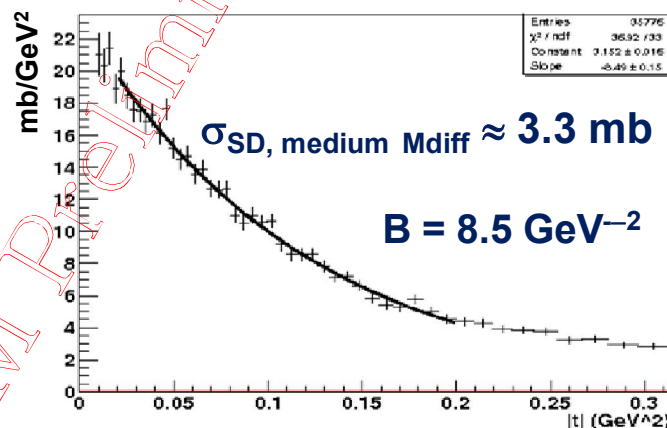 Entries 35776
χ² / ndf 36.92 / 33
Constant 3.152 ± 0.016
Slope -8.49 ± 0.15
mb/GeV²
22
20
18
16
14
12
10
8
6
4
2
0
σSD, medium Mdiff ≈ 3.3 mb
B = 8.5 GeV–2
0 0.05 0.1 0.15 0.2 0.25 0.3
|t| (GeV^2)
M Prelimi